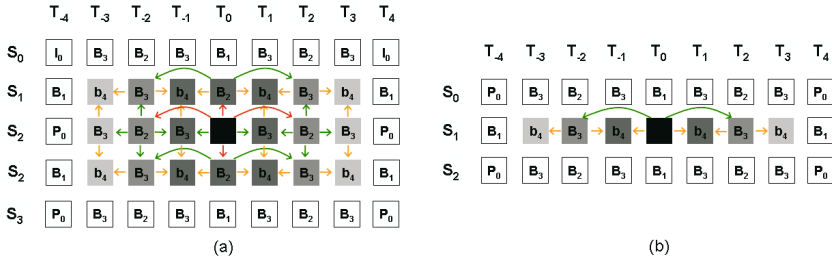 T-4 T-3 T-2 T-1 T0 T1 T2 T3 T4
S0 I0 B3 B2 B3 B1 B3 B2 B3 I0
S1 B1 b4 B3 b4 B2 b4 B3 b4 B1
S2 P0 B3 B2 B3 B3 B2 B3 P0
S2 B1 b4 B3 b4 B2 b4 B3 b4 B1
S3 P0 B3 B2 B3 B1 B3 B2 B3 P0
(a)
T-4 T-3 T-2 T-1 T0 T1 T2 T3 T4
S0 P0 B3 B2 B3 B1 B3 B2 B3 P0
S1 B1 b4 B3 b4 b4 B3 b4 B1
S2 P0 B3 B2 B3 B1 B3 B2 B3 P0
(b)